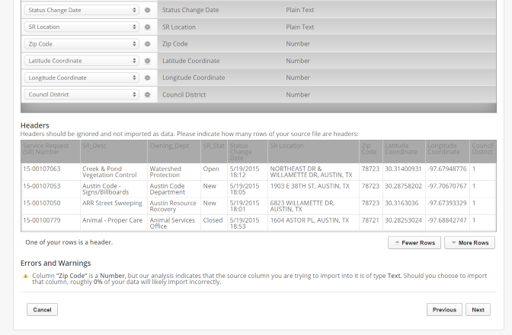 Status Change Date Status Change Date Plain Text
SR Location SR Location Plain Text
Zip Code Zip Code Number
Latitude Coordinate Latitude Coordinate Number
Longitude Coordinate Longitude Coordinate Number
Council District Council District Number
Headers
Headers should be ignored and not imported as data. Please indicate how many rows of your source file are headers:
Service Request (SR) Number SR_Desc Owning_Dept SR_Stat Status Change Date SR Location Zip Code Latitude Coordinate Longitude Coordinate Council District
15-00107063 Creek & Pond Vegetation Control Watershed Protection Open 5/19/2015 18:12 NORTHEAST DR & WILLAMETTE DR, AUSTIN, TX 78723 30.31400931 -97.67948776 1
15-00107053 Austin Code - Signs/Billboards Austin Code Department New 5/19/2015 18:05 1903 E 38TH ST, AUSTIN, TX 78723 30.28758202 -97.70670767 1
15-00107050 ARR Street Sweeping Austin Resource Recovery New 5/19/2015 18:01 6823 WILLAMETTE DR, AUSTIN, TX 78723 30.3163036 -97.67393329 1
15-00100779 Animal - Proper Care Animal Services Office Closed 5/19/2015 18:53 1604 ASTOR PL, AUSTIN, TX 78721 30.28253024 -97.68842747 1
One of your rows is a header.
Fewer Rows More Rows
Errors and Warnings
Column "Zip Code" is a Number, but our analysis indicates that the source column you are trying to import into it is of type Text. Should you choose to import
that column, roughly 0% of your data will likely import incorrectly.
Cancel Previous Next